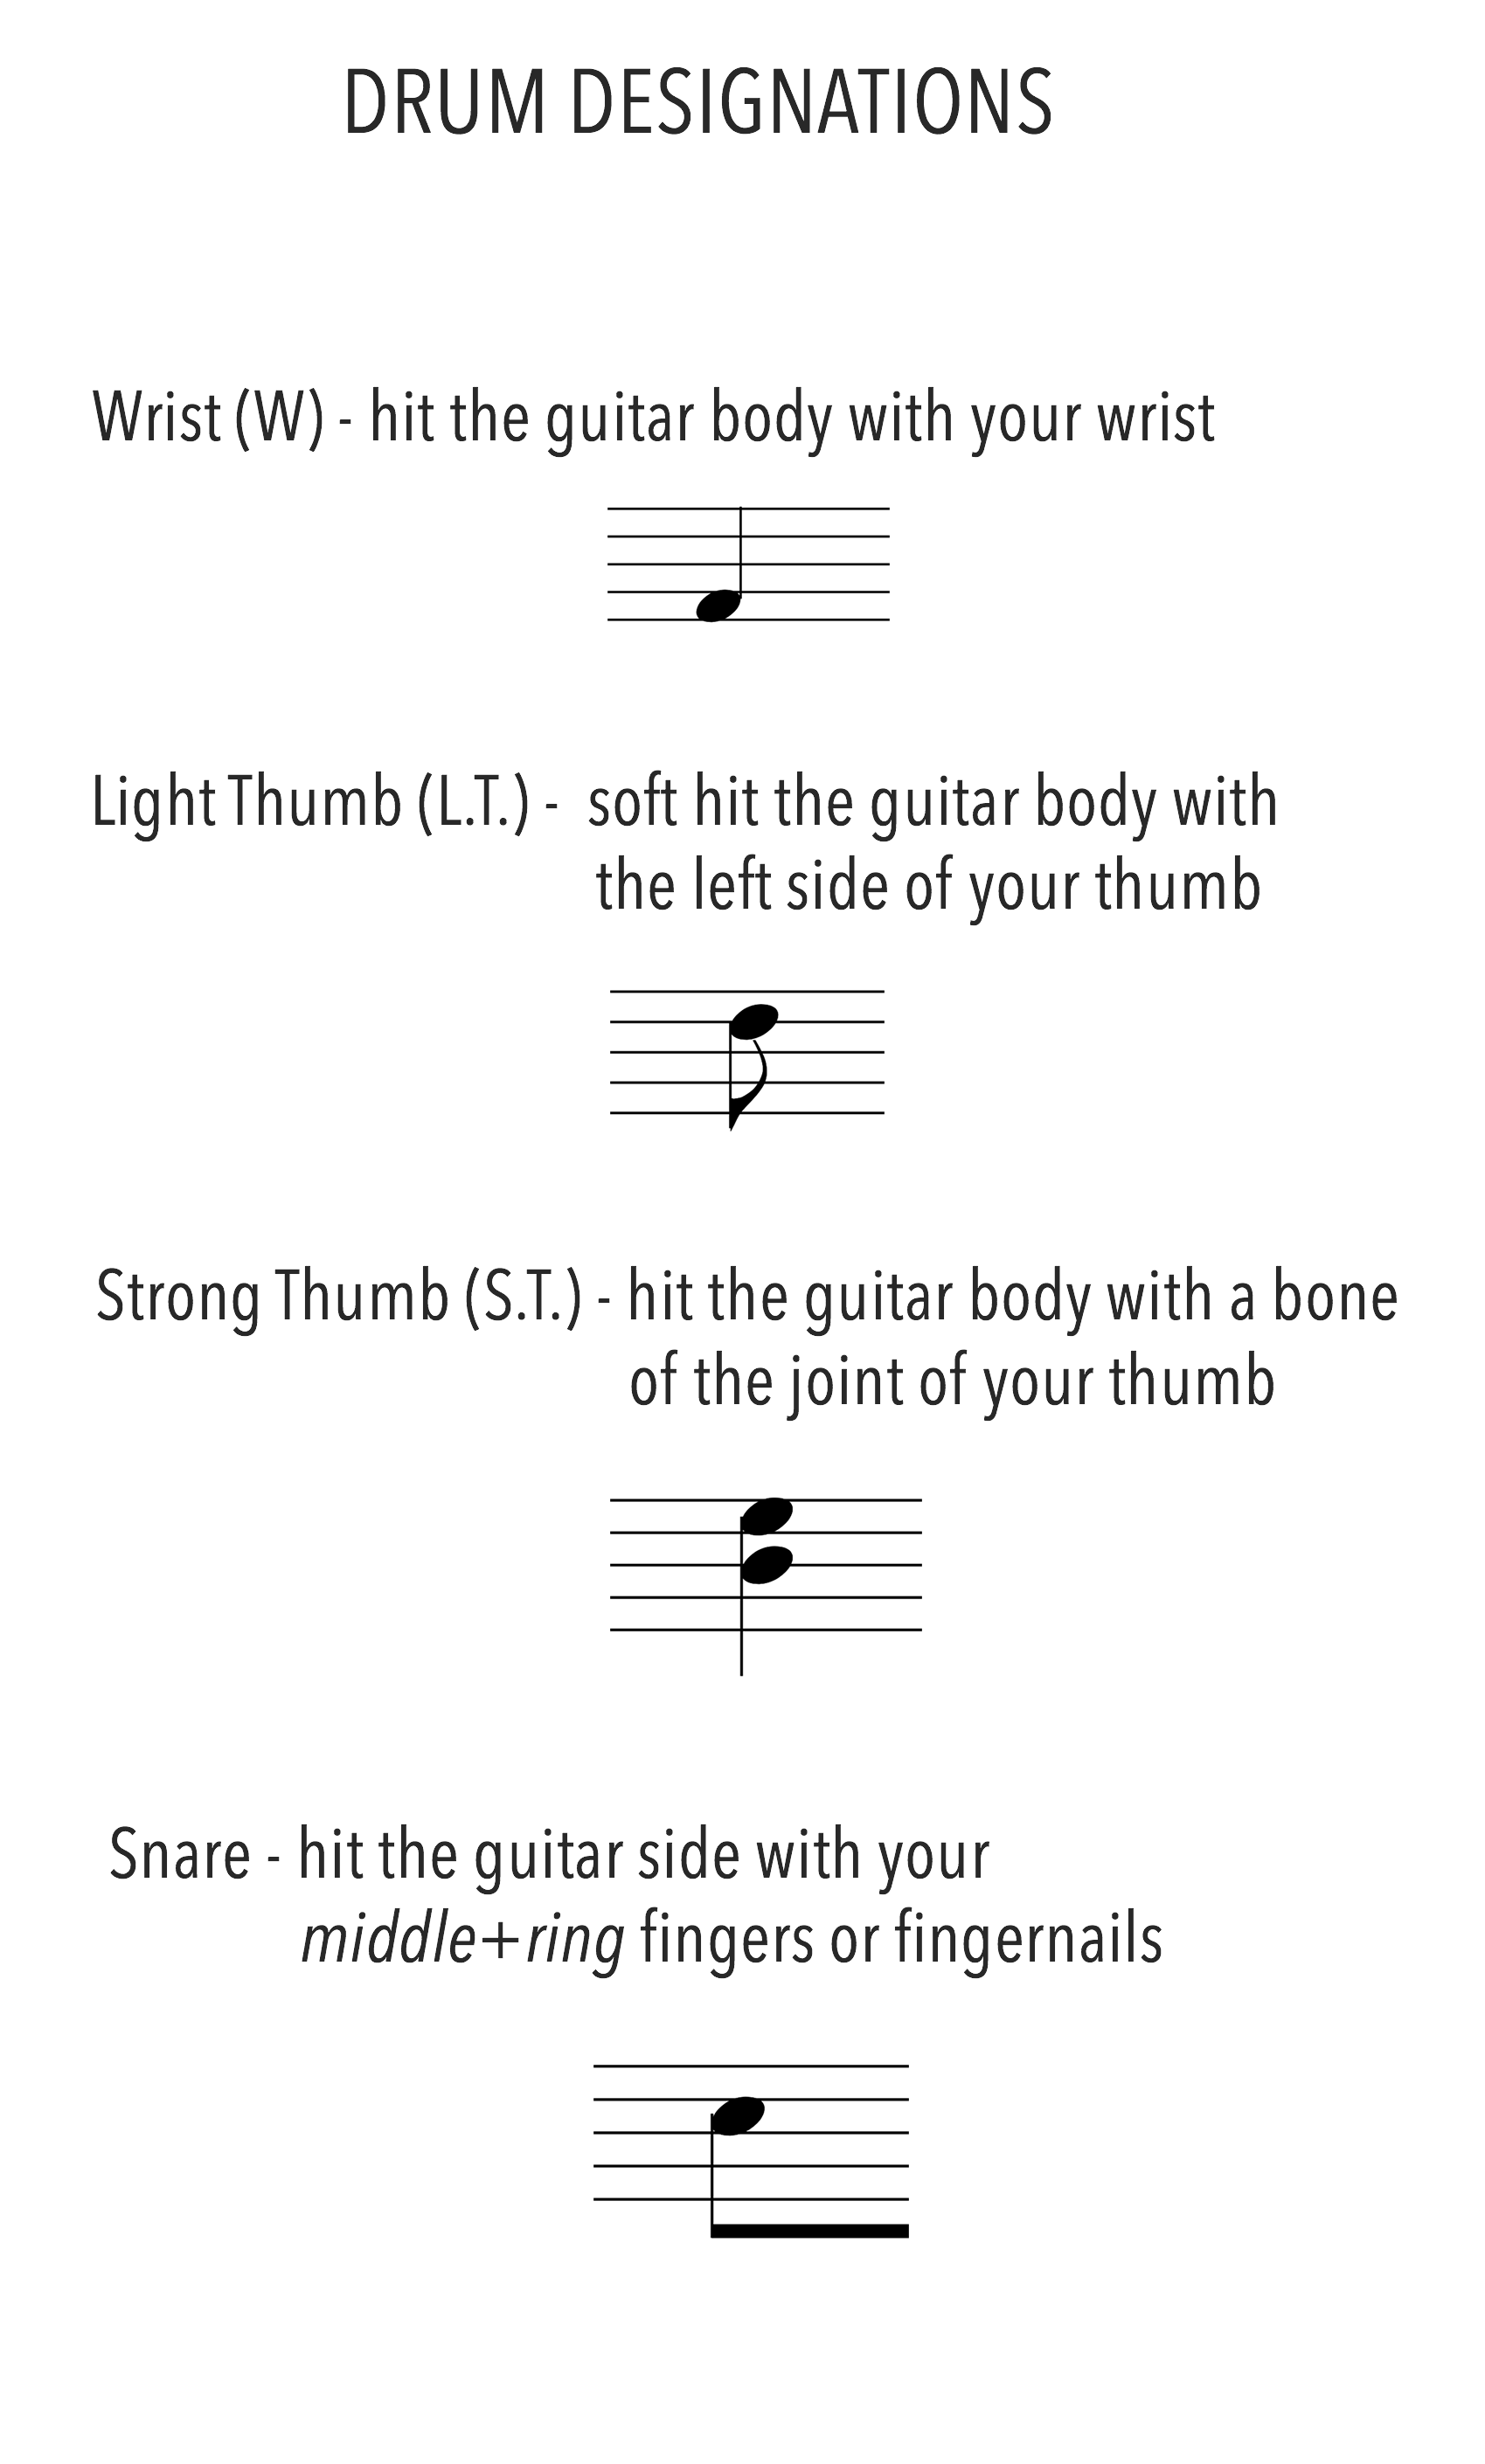 DRUM DESIGNATIONS
Wrist (W) - hit the guitar body with your wrist
Light Thumb (L.T.) - soft hit the guitar body with
the left side of your thumb
Strong Thumb (S.T.) - hit the guitar body with a bone
of the joint of your thumb
Snare - hit the guitar side with your
middle+ring fingers or fingernails